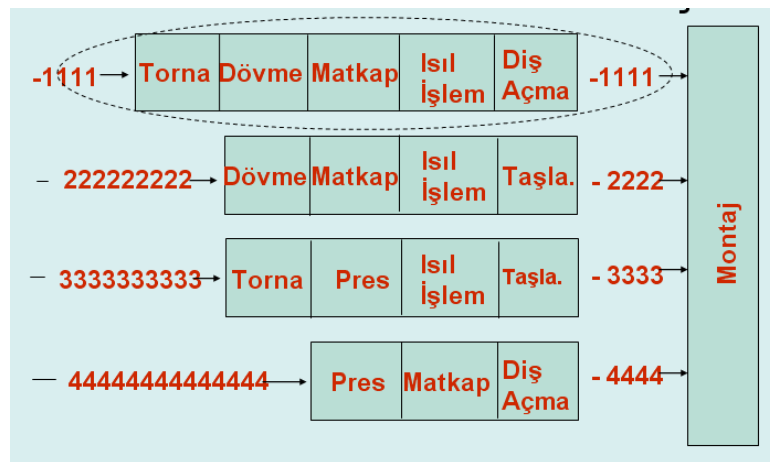 -1111 Torna Dövme Matkap Isıl İşlem Diş Açma -1111
- 222222222 Dövme Matkap Isıl İşlem Taşla. - 2222
- 3333333333 Torna Pres Isıl İşlem Taşla. - 3333
- 44444444444444 Pres Matkap Diş Açma - 4444
Montaj